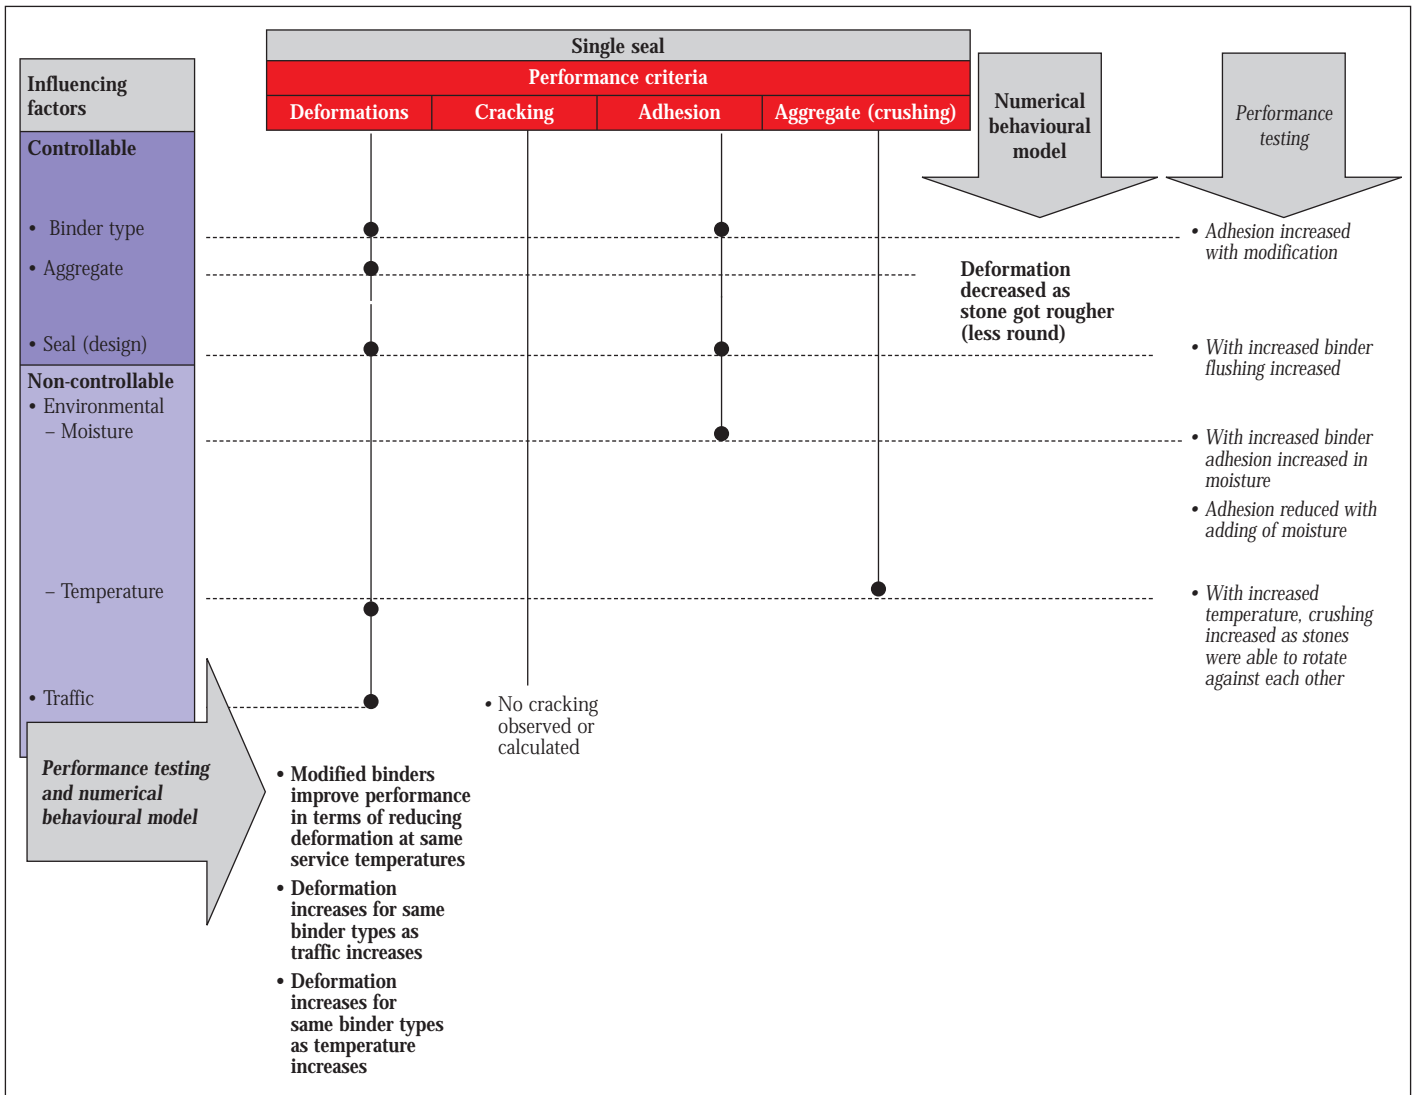 Single seal
Performance criteria
Deformations
Cracking
Adhesion
Aggregate (crushing)
Influencing
factors
Controllable
• Binder type
• Aggregate
• Seal (design)
Non-controllable
• Environmental
– Moisture
– Temperature
• Traffic
Numerical
behavioural
model
Performance
testing
Deformation
decreased as
stone got rougher
(less round)
• Adhesion increased
with modification
• With increased binder
flushing increased
• With increased binder
adhesion increased in
moisture
• Adhesion reduced with
adding of moisture
• With increased
temperature, crushing
increased as stones
were able to rotate
against each other
• No cracking
observed or
calculated
Performance testing
and numerical
behavioural model
• Modified binders
improve performance
in terms of reducing
deformation at same
service temperatures
• Deformation
increases for same
binder types as
traffic increases
• Deformation
increases for
same binder types
as temperature
increases